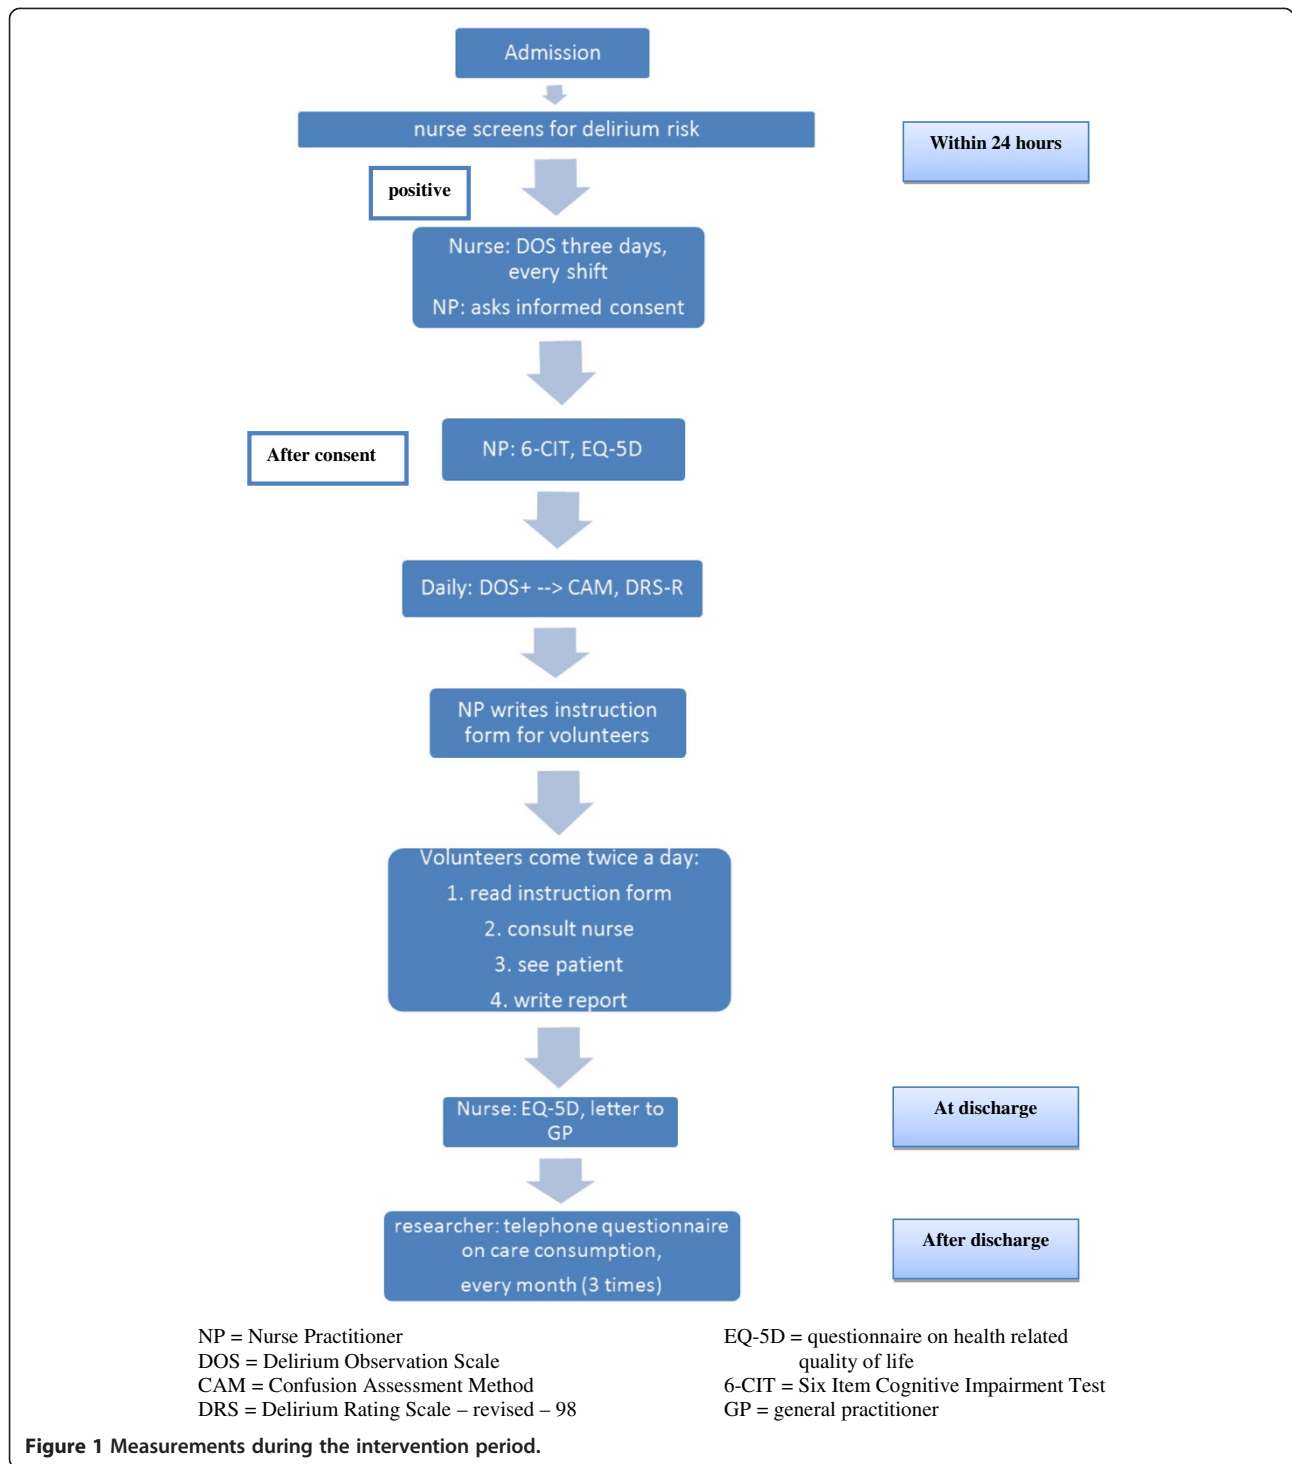 Admission
nurse screens for delirium risk
Within 24 hours
positive
Nurse: DOS three days,
every shift
NP: asks informed consent
After consent
NP: 6-CIT, EQ-5D
Daily: DOS+ --> CAM, DRS-R
NP writes instruction
form for volunteers
Volunteers come twice a day:
1. read instruction form
2. consult nurse
3. see patient
4. write report
Nurse: EQ-5D, letter to
GP
At discharge
researcher: telephone questionnaire
on care consumption,
every month (3 times)
After discharge
NP = Nurse Practitioner
DOS = Delirium Observation Scale
CAM = Confusion Assessment Method
DRS = Delirium Rating Scale – revised – 98
EQ-5D = questionnaire on health related
quality of life
6-CIT = Six Item Cognitive Impairment Test
GP = general practitioner
Figure 1 Measurements during the intervention period.